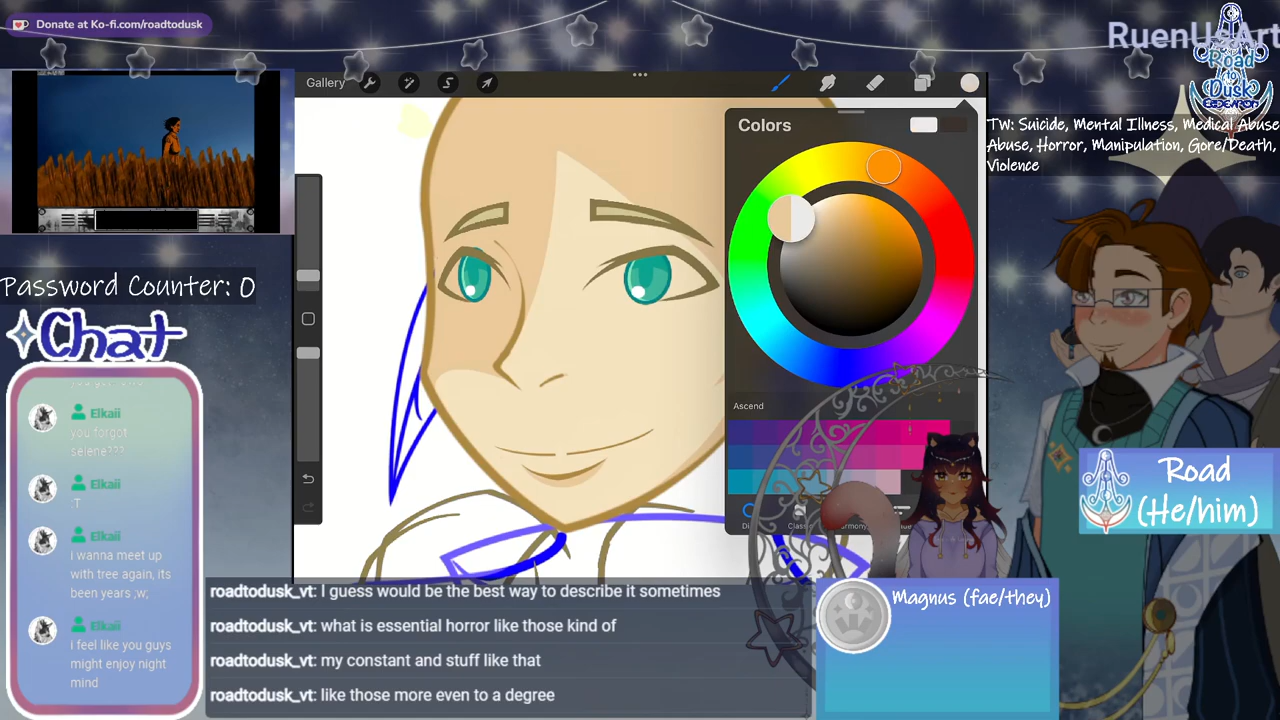 Donate at Ko-fi.com/roadtodusk
Gallery
Colors
Road
to
Dusk
TW: Suicide, Mental Illness, Medical Abuse
Abuse, Horror, Manipulation, Gore/Death,
Violence
Password Counter: 0
Chat
Elkaii
you forgot
selene???
Elkaii
T
Elkaii
i wanna meet up
with tree again, its
been years ;w;
Elkaii
i feel like you guys
might enjoy night
mind
Ascend
Road
(He/him)
Magnus (fae/they)
roadtodusk_vt: I guess would be the best way to describe it sometimes
roadtodusk_vt: what is essential horror like those kind of
roadtodusk_vt: my constant and stuff like that
roadtodusk_vt: like those more even to a degree